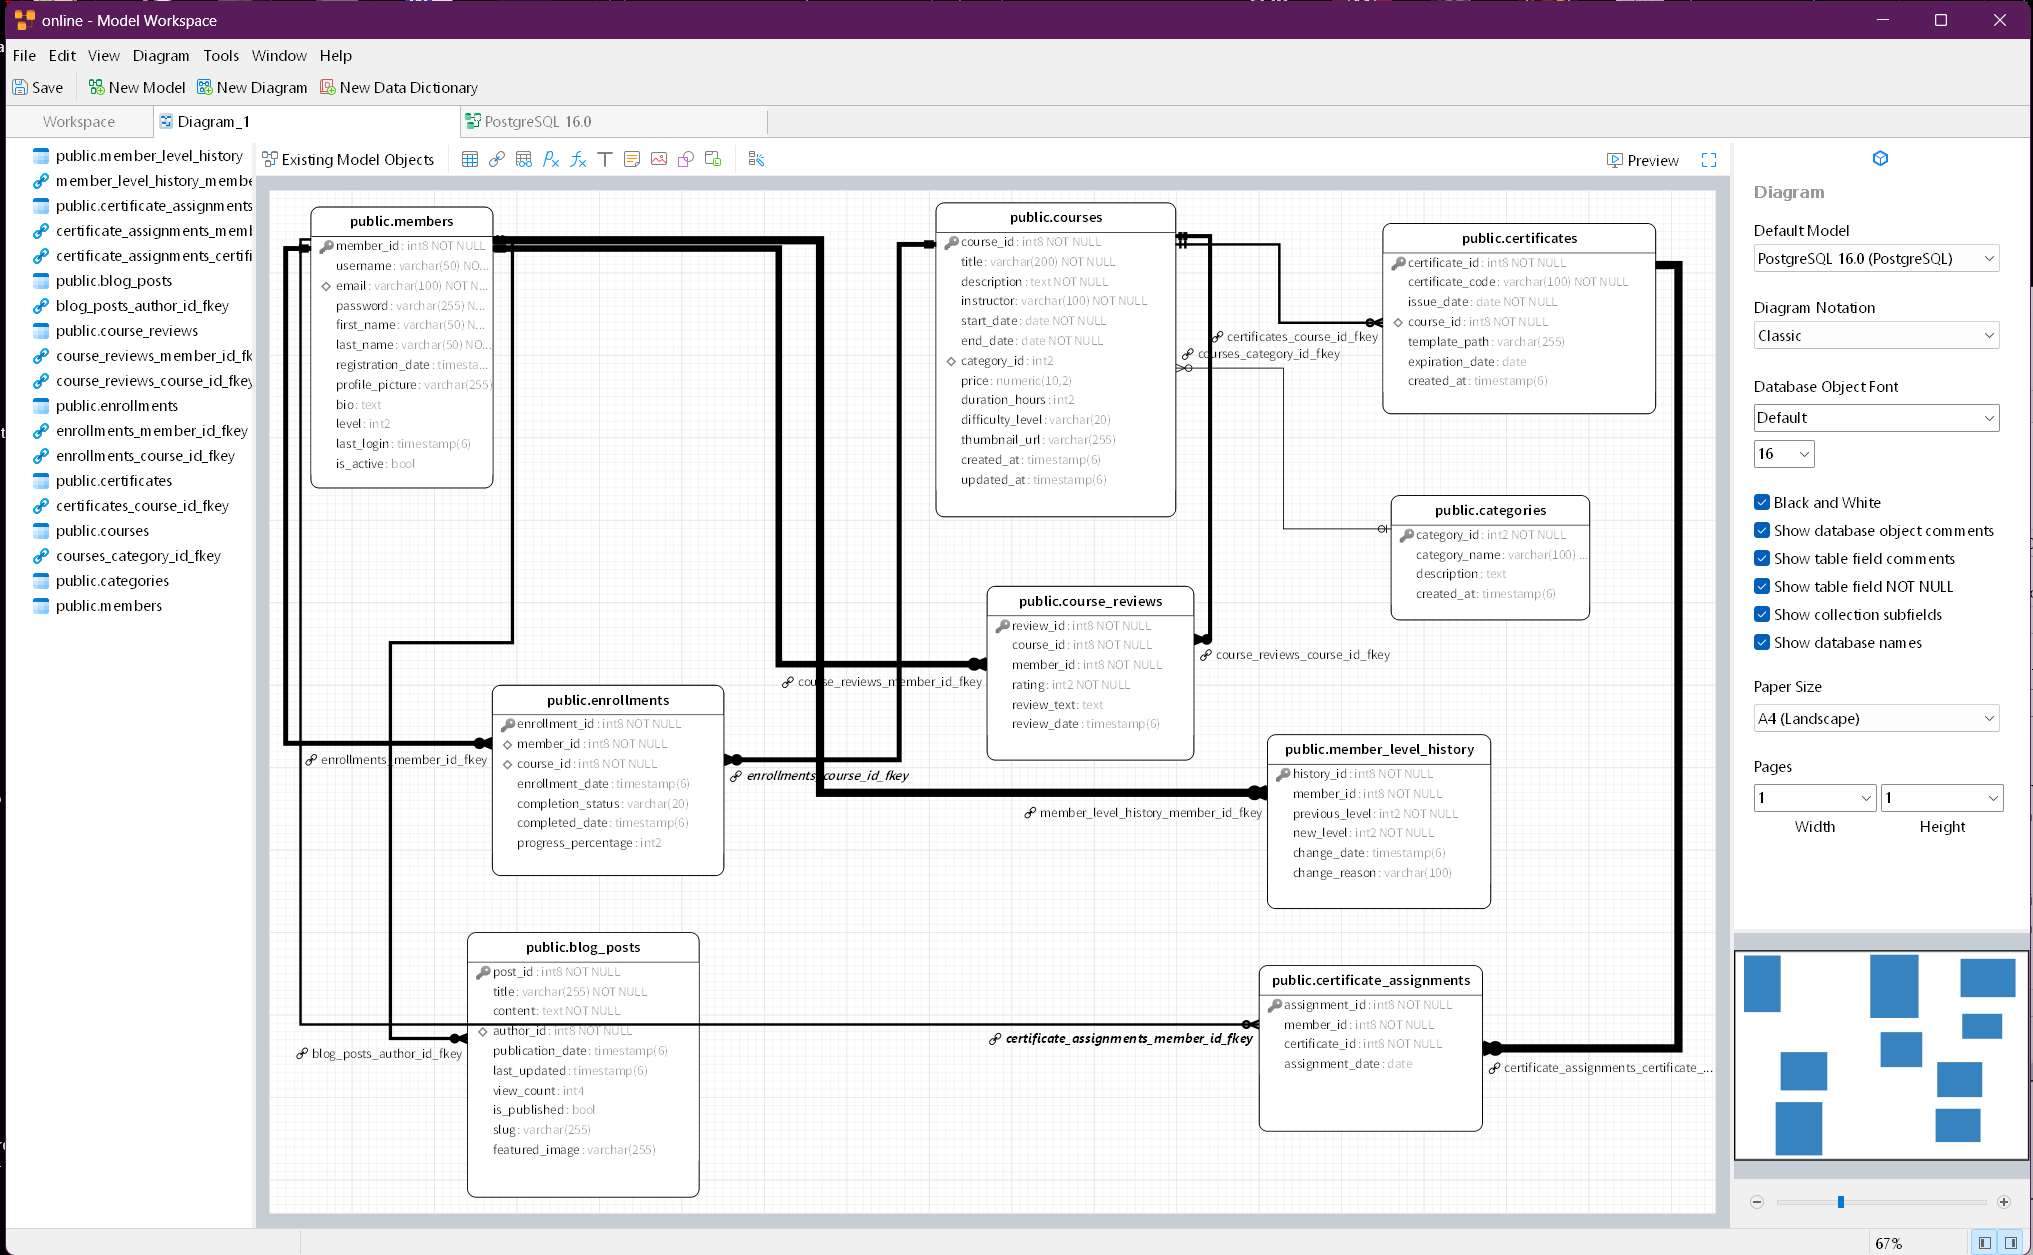 online - Model Workspace
File Edit View Diagram Tools Window Help
Save New Model New Diagram New Data Dictionary
Workspace Diagram_1 PostgreSQL 16.0
public.member_level_history
member_level_history_membe
public.certificate_assignments
certificate_assignments_memb
certificate_assignments_certifi
public.blog_posts
blog_posts_author_id_fkey
public.course_reviews
course_reviews_member_id_fk
course_reviews_course_id_fkey
public.enrollments
enrollments_member_id_fkey
enrollments_course_id_fkey
public.certificates
certificates_course_id_fkey
public.courses
courses_category_id_fkey
public.categories
public.members
Existing Model Objects
Preview
public.members
member_id: int8 NOT NULL
username: varchar(50) NO...
email: varchar(100) NOT N...
password: varchar(255) N...
first_name: varchar(50) N...
last_name: varchar(50) NO...
registration_date: timesta...
profile_picture: varchar(255)
bio: text
level: int2
last_login: timestamp(6)
is_active: bool
public.courses
course_id: int8 NOT NULL
title: varchar(200) NOT NULL
description: text NOT NULL
instructor: varchar(100) NOT NULL
start_date: date NOT NULL
end_date: date NOT NULL
category_id: int2
price: numeric(10,2)
duration_hours: int2
difficulty_level: varchar(20)
thumbnail_url: varchar(255)
created_at: timestamp(6)
updated_at: timestamp(6)
public.certificates
certificate_id: int8 NOT NULL
certificate_code: varchar(100) NOT NULL
issue_date: date NOT NULL
course_id: int8 NOT NULL
template_path: varchar(255)
expiration_date: date
created_at: timestamp(6)
certificates_course_id_fkey
courses_category_id_fkey
public.categories
category_id: int2 NOT NULL
category_name: varchar(100) ...
description: text
created_at: timestamp(6)
public.course_reviews
review_id: int8 NOT NULL
course_id: int8 NOT NULL
member_id: int8 NOT NULL
rating: int2 NOT NULL
review_text: text
review_date: timestamp(6)
course_reviews_course_id_fkey
course_reviews_member_id_fkey
public.enrollments
enrollment_id: int8 NOT NULL
member_id: int8 NOT NULL
course_id: int8 NOT NULL
enrollment_date: timestamp(6)
completion_status: varchar(20)
completed_date: timestamp(6)
progress_percentage: int2
enrollments_member_id_fkey
enrollments_course_id_fkey
public.member_level_history
history_id: int8 NOT NULL
member_id: int8 NOT NULL
previous_level: int2 NOT NULL
new_level: int2 NOT NULL
change_date: timestamp(6)
change_reason: varchar(100)
member_level_history_member_id_fkey
public.blog_posts
post_id: int8 NOT NULL
title: varchar(255) NOT NULL
content: text NOT NULL
author_id: int8 NOT NULL
publication_date: timestamp(6)
last_updated: timestamp(6)
view_count: int4
is_published: bool
slug: varchar(255)
featured_image: varchar(255)
blog_posts_author_id_fkey
public.certificate_assignments
assignment_id: int8 NOT NULL
member_id: int8 NOT NULL
certificate_id: int8 NOT NULL
assignment_date: date
certificate_assignments_member_id_fkey
certificate_assignments_certificate_...
Diagram
Default Model
PostgreSQL 16.0 (PostgreSQL)
Diagram Notation
Classic
Database Object Font
Default
16
Black and White
Show database object comments
Show table field comments
Show table field NOT NULL
Show collection subfields
Show database names
Paper Size
A4 (Landscape)
Pages
1 1
Width Height
67%